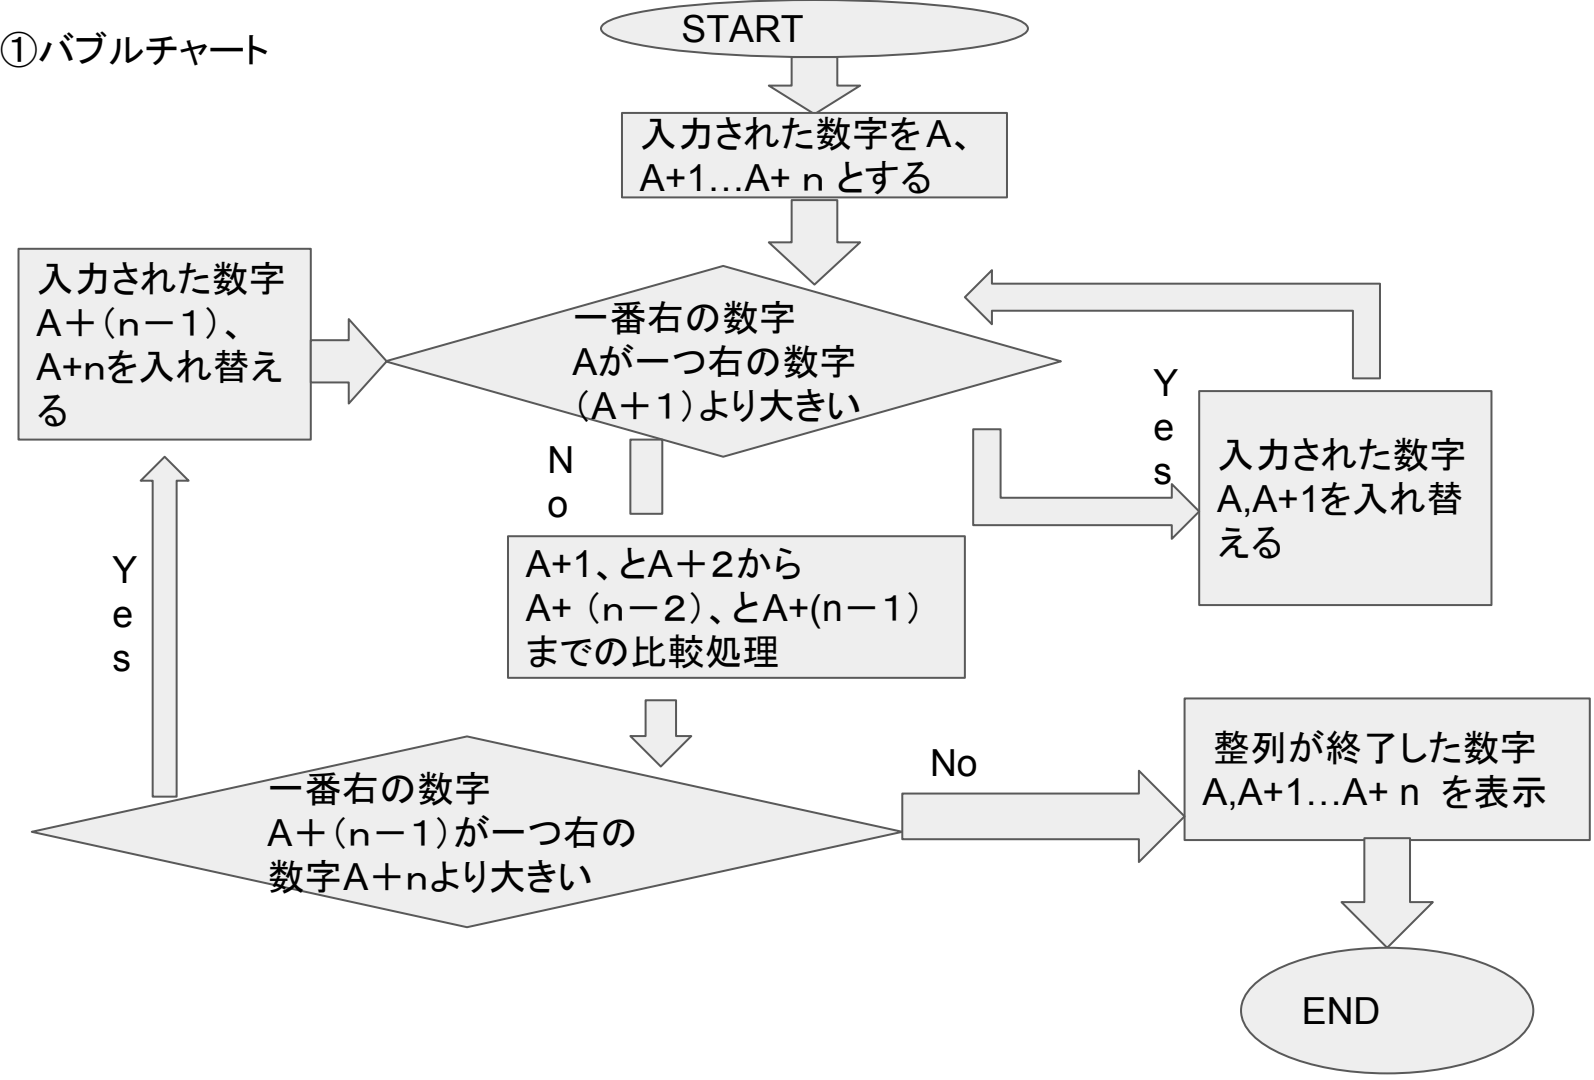 ①バブルチャート
START
入力された数字をA、
A+1…A+ n とする
入力された数字
A+(n-1)、
A+nを入れ替え
る
一番右の数字
Aが一つ右の数字
(A+1)より大きい
Yes
入力された数字
A,A+1を入れ替
える
No
A+1、とA+2から
A+ (n-2)、とA+(n-1)
までの比較処理
Yes
一番右の数字
A+(n-1)が一つ右の
数字A+nより大きい
No
整列が終了した数字
A,A+1…A+ n を表示
END